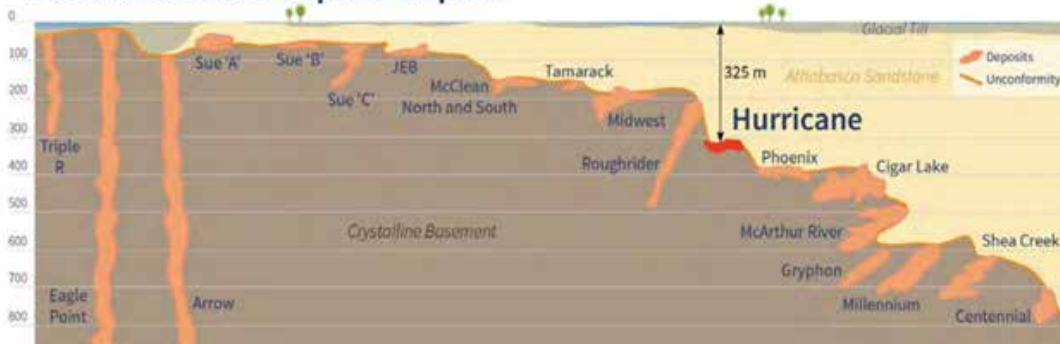 0
100
200
300
400
500
600
700
800
Glacial Till
Deposits
Unconformity
Athabasca Sandstone
325 m
Sue 'A'
Sue 'B'
JEB
Sue 'C'
McClean
North and South
Tamarack
Midwest
Hurricane
Triple
R
Roughrider
Phoenix
Cigar Lake
Crystalline Basement
McArthur River
Shea Creek
Gryphon
Eagle
Point
Arrow
Millennium
Centennial